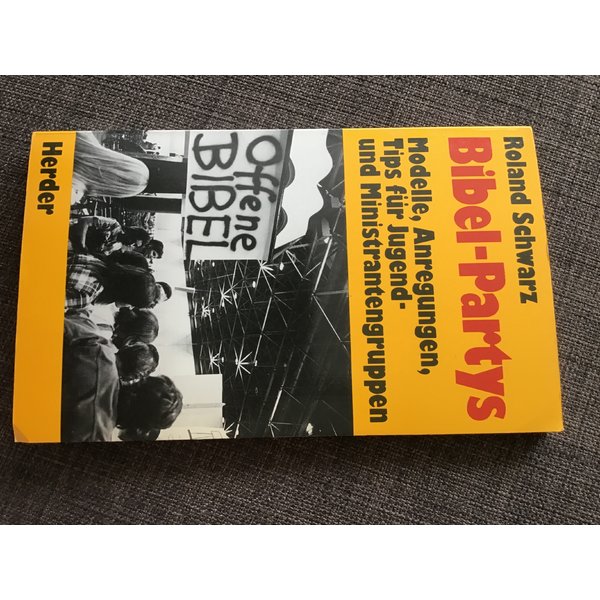 Roland Schwarz
Bibel-Partys
Modelle, Anregungen,
Tips für Jugend-
und Ministrantengruppen
Offene
BIBEL
Herder